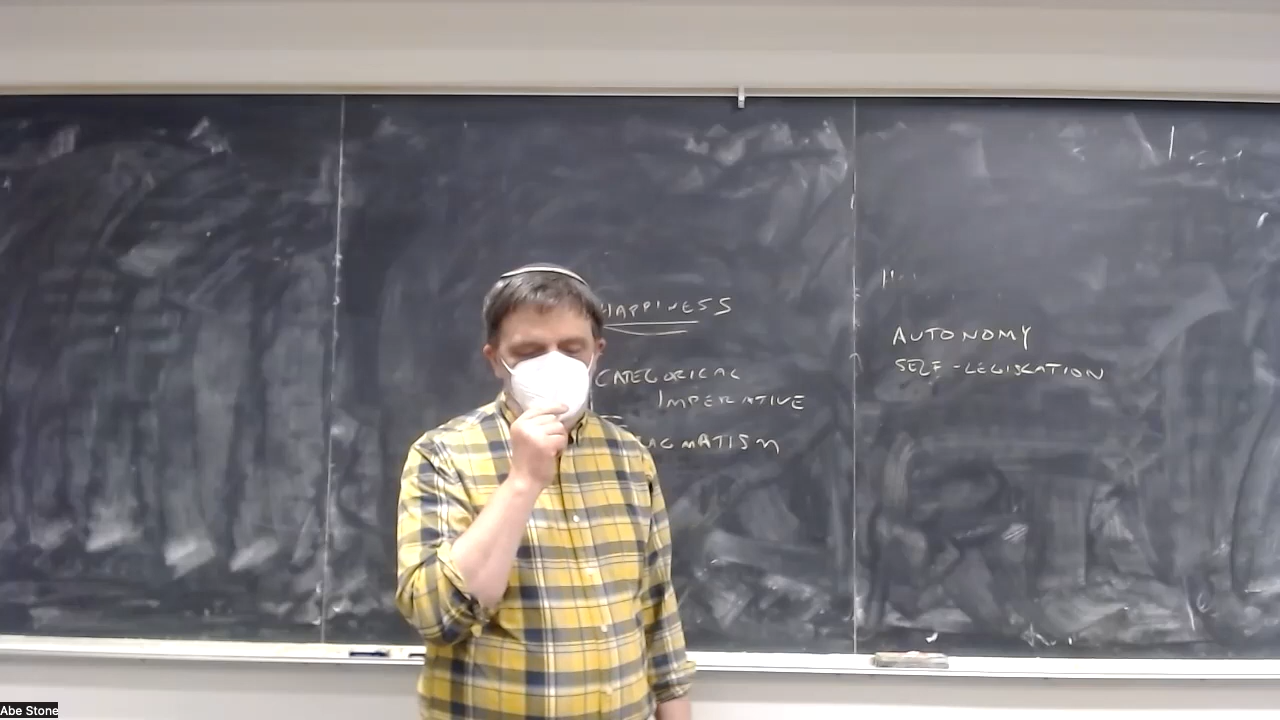 HAPPINESS
CATEGORICAL
IMPERATIVE
AUTONOMY
SELF-LEGISLATION
Abe Stone